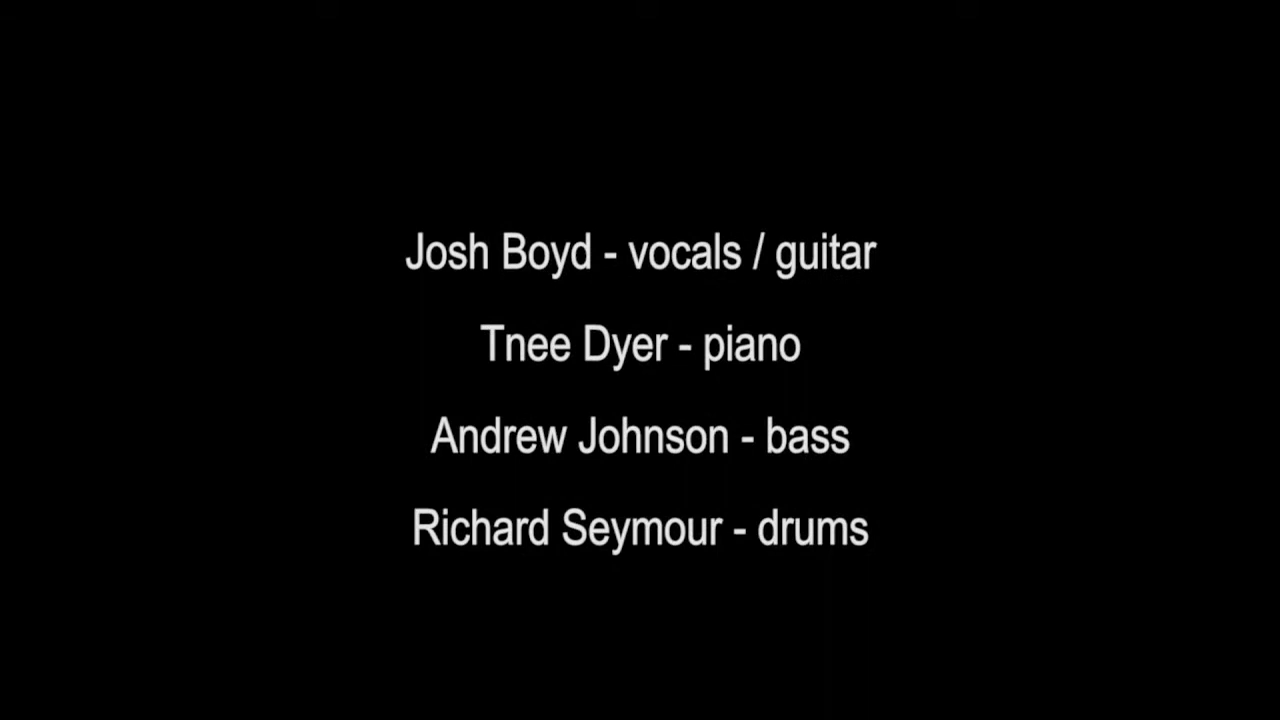 Josh Boyd - vocals / guitar
Tnee Dyer - piano
Andrew Johnson - bass
Richard Seymour - drums